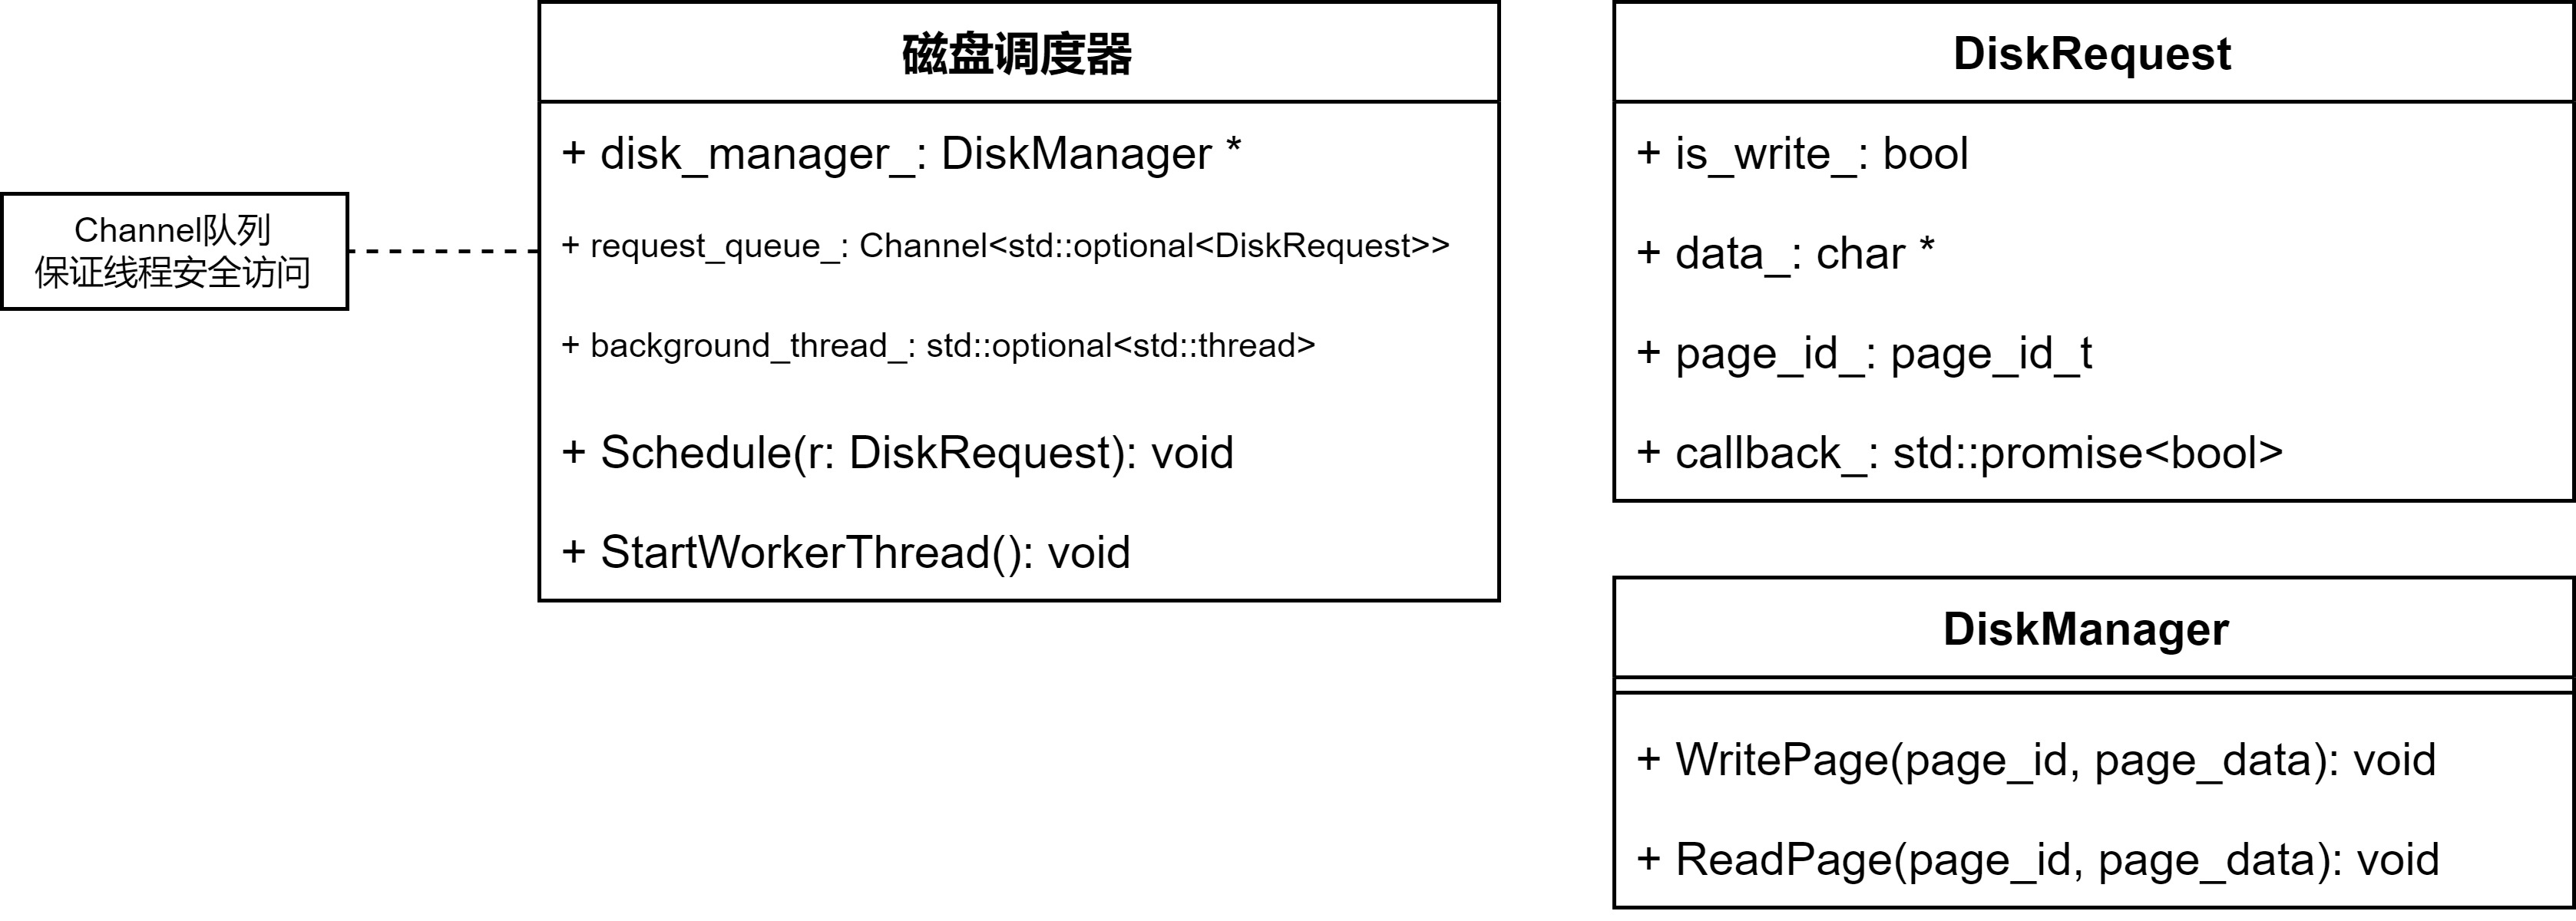 Channel队列
保证线程安全访问
磁盘调度器
+ disk_manager_: DiskManager *
+ request_queue_: Channel<std::optional<DiskRequest>>
+ background_thread_: std::optional<std::thread>
+ Schedule(r: DiskRequest): void
+ StartWorkerThread(): void
DiskRequest
+ is_write_: bool
+ data_: char *
+ page_id_: page_id_t
+ callback_: std::promise<bool>
DiskManager
+ WritePage(page_id, page_data): void
+ ReadPage(page_id, page_data): void